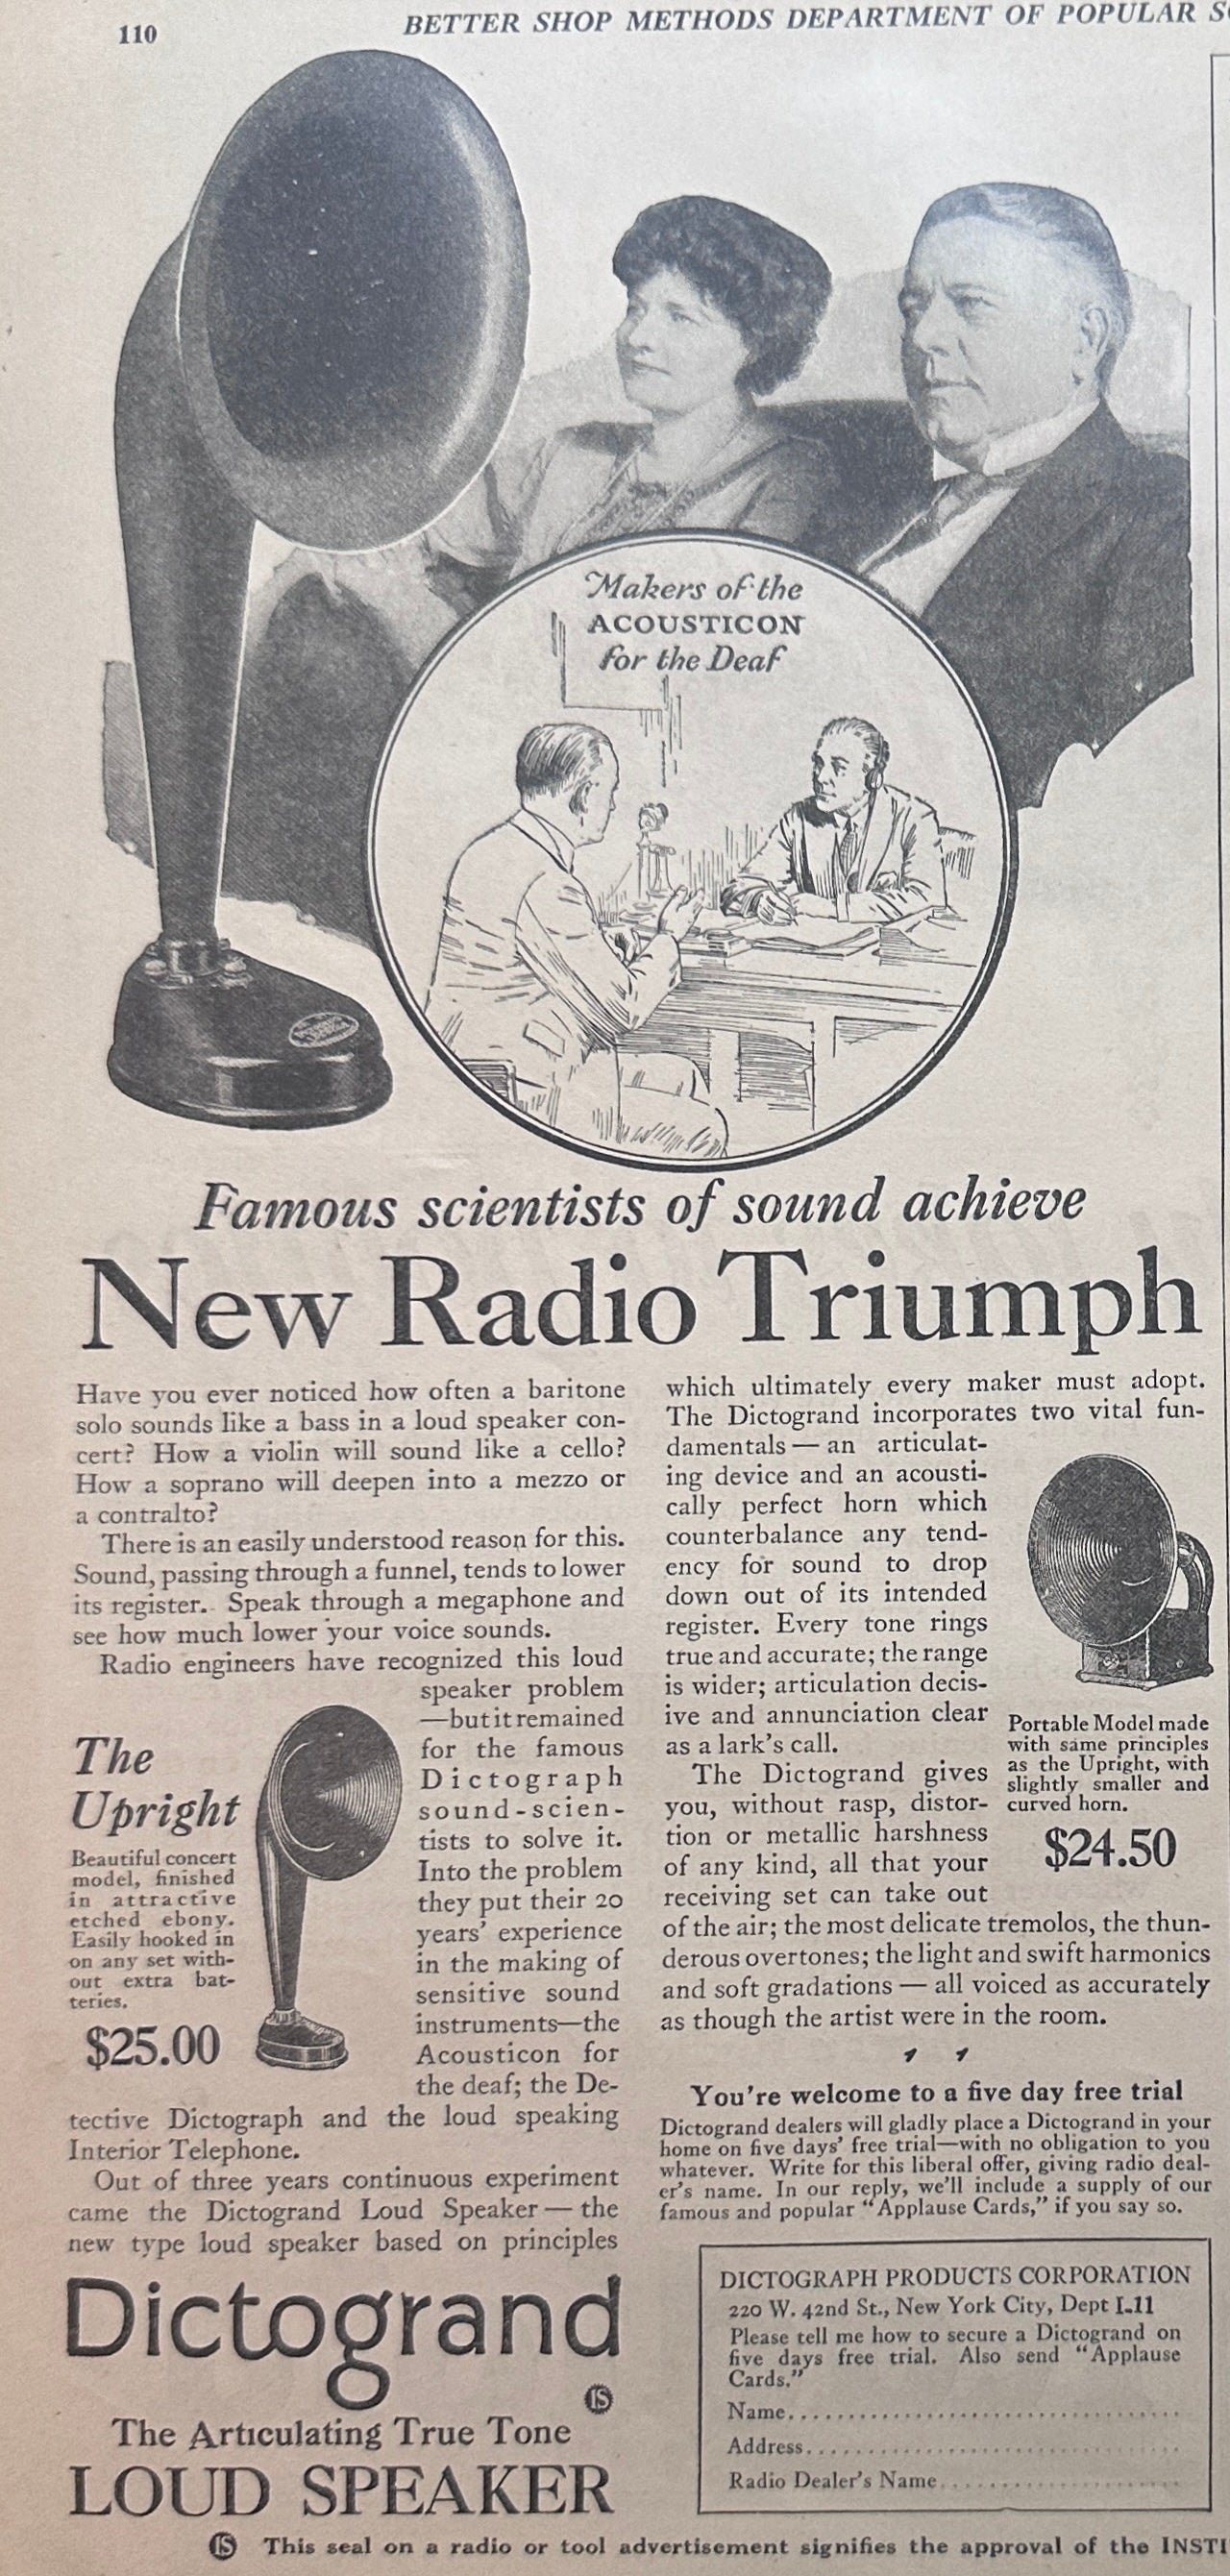 110
BETTER SHOP METHODS DEPARTMENT OF POPULAR
Makers of the
ACOUSTICON
for the Deaf
Famous scientists of sound achieve
New Radio Triumph
Have you ever noticed how often a baritone
solo sounds like a bass in a loud speaker con-
cert? How a violin will sound like a cello?
How a soprano will deepen into a mezzo or
a contralto?
There is an easily understood reason for this.
Sound, passing through a funnel, tends to lower
its register. Speak through a megaphone and
see how much lower your voice sounds.
Radio engineers have recognized this loud
speaker problem
—but it remained
for the famous
Dictograph
sound-scien-
tists to solve it.
Into the problem
they put their 20
years' experience
in the making of
sensitive sound
instruments—the
Acousticon for
the deaf; the De-
tective Dictograph and the loud speaking
Interior Telephone.
Out of three years continuous experiment
came the Dictogrand Loud Speaker — the
new type loud speaker based on principles
The
Upright
Beautiful concert
model, finished
in attractive
etched ebony.
Easily hooked in
on any set with-
out extra bat-
teries.
$25.00
which ultimately every maker must adopt.
The Dictogrand incorporates two vital fun-
damentals — an articulat-
ing device and an acousti-
cally perfect horn which
counterbalance any tend-
ency for sound to drop
down out of its intended
register. Every tone rings
true and accurate; the range
is wider; articulation decis-
ive and annunciation clear
as a lark's call.
The Dictogrand gives
you, without rasp, distor-
tion or metallic harshness
of any kind, all that your
receiving set can take out
of the air; the most delicate tremolos, the thun-
derous overtones; the light and swift harmonics
and soft gradations — all voiced as accurately
as though the artist were in the room.
Portable Model made
with same principles
as the Upright, with
slightly smaller and
curved horn.
$24.50
You're welcome to a five day free trial
Dictogrand dealers will gladly place a Dictogrand in your
home on five days' free trial—with no obligation to you
whatever. Write for this liberal offer, giving radio deal-
er's name. In our reply, we'll include a supply of our
famous and popular "Applause Cards," if you say so.
Dictogrand
IS
The Articulating True Tone
LOUD SPEAKER
DICTOGRAPH PRODUCTS CORPORATION
220 W. 42nd St., New York City, Dept I-11
Please tell me how to secure a Dictogrand on
five days free trial. Also send "Applause
Cards."
Name
Address
Radio Dealer's Name
IS This seal on a radio or tool advertisement signifies the approval of the INSTI